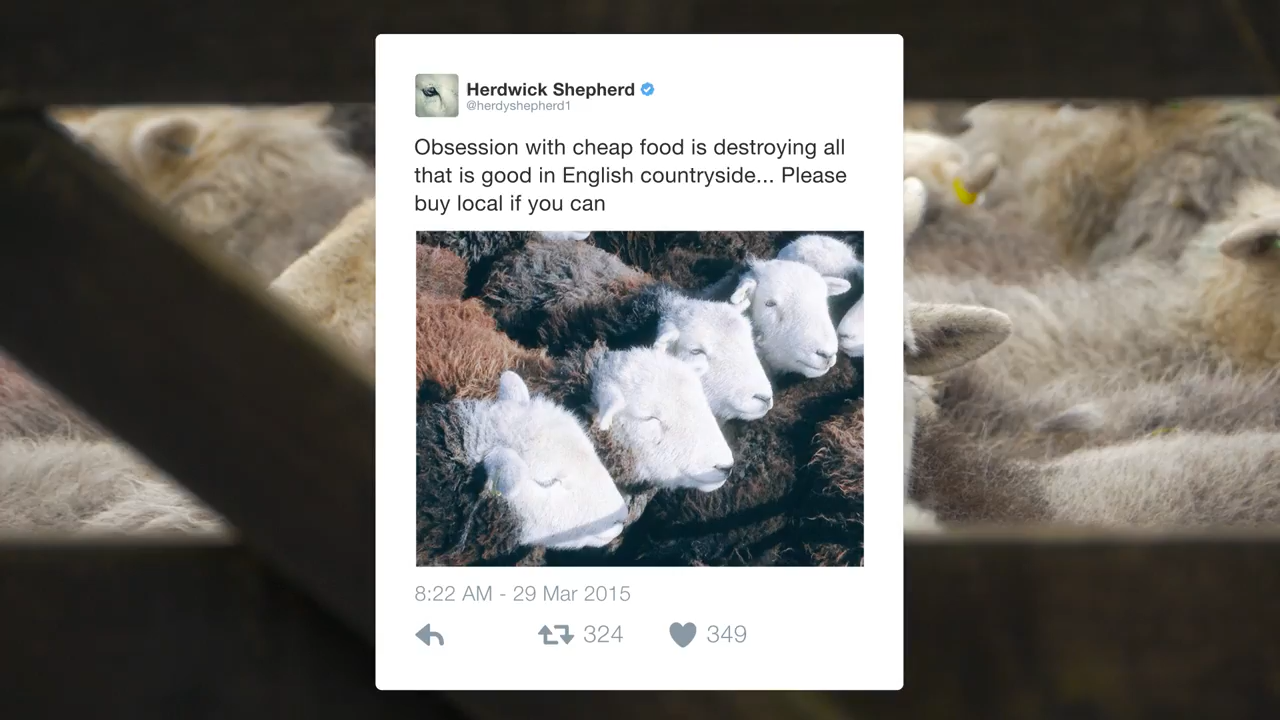 Herdwick Shepherd
@herdyshepherd1
Obsession with cheap food is destroying all
that is good in English countryside... Please
buy local if you can
8:22 AM - 29 Mar 2015
324 349